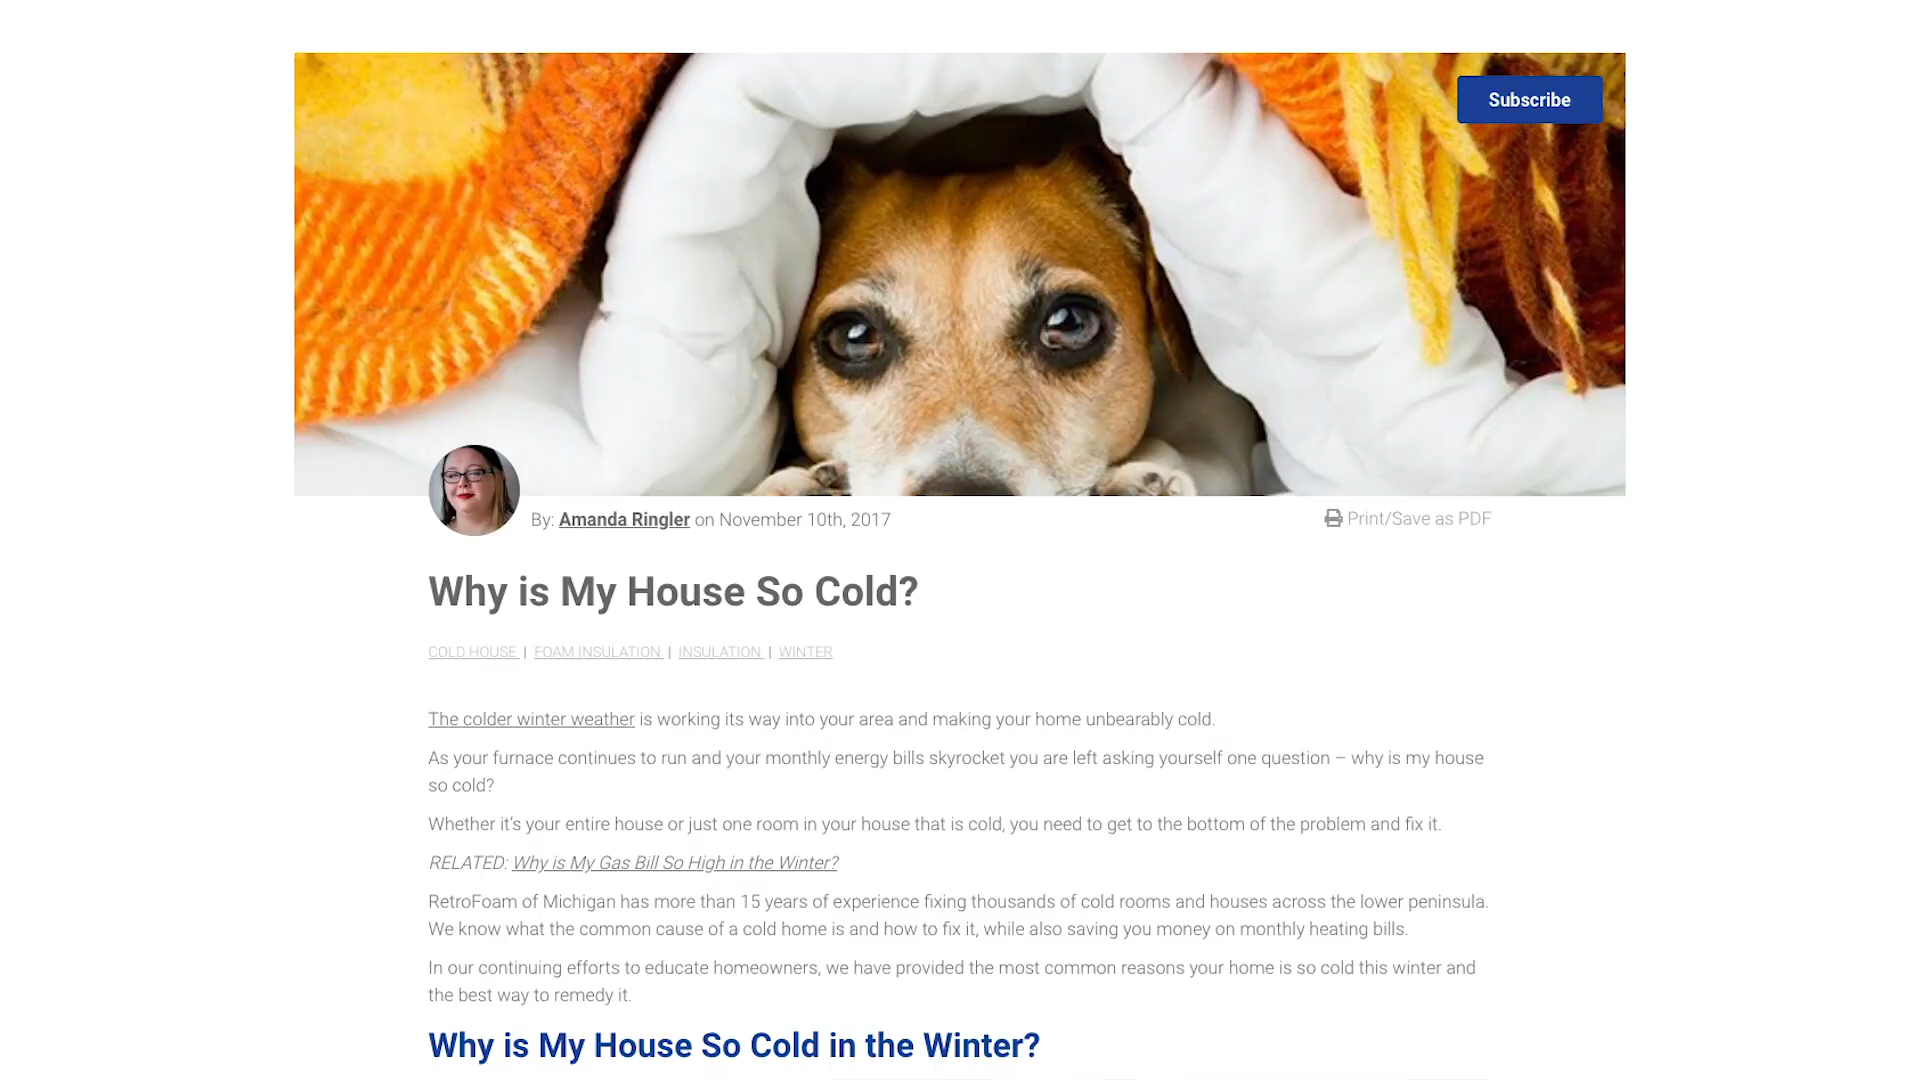 Subscribe
By: Amanda Ringler on November 10th, 2017
Print/Save as PDF
Why is My House So Cold?
COLD HOUSE | FOAM INSULATION | INSULATION | WINTER
The colder winter weather is working its way into your area and making your home unbearably cold.
As your furnace continues to run and your monthly energy bills skyrocket you are left asking yourself one question – why is my house
so cold?
Whether it's your entire house or just one room in your house that is cold, you need to get to the bottom of the problem and fix it.
RELATED: Why is My Gas Bill So High in the Winter?
RetroFoam of Michigan has more than 15 years of experience fixing thousands of cold rooms and houses across the lower peninsula.
We know what the common cause of a cold home is and how to fix it, while also saving you money on monthly heating bills.
In our continuing efforts to educate homeowners, we have provided the most common reasons your home is so cold this winter and
the best way to remedy it.
Why is My House So Cold in the Winter?